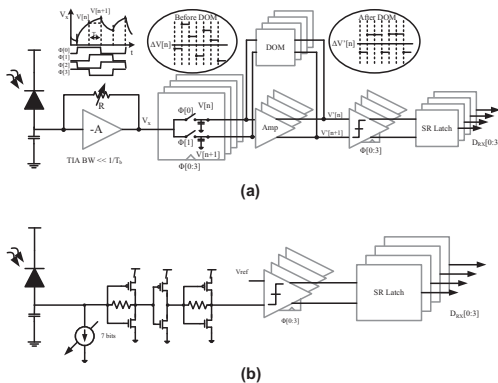 V[n+1]
Vx
V[n]
Tb
t
Φ[0]
Φ[1]
Φ[2]
Φ[3]
Before DOM
ΔV[n]
DOM
After DOM
ΔV'[n]
R
-A
Vx
TIA BW << 1/Tb
Φ[0]
V[n]
Φ[1]
V[n+1]
Φ[0:3]
Amp
V'[n]
V'[n+1]
Φ[0:3]
SR Latch
DRX[0:3]
(a)
7 bits
Vref
Φ[0:3]
SR Latch
DRX[0:3]
(b)